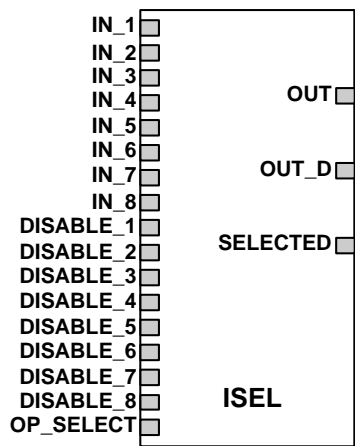 IN_1
IN_2
IN_3
IN_4
IN_5
IN_6
IN_7
IN_8
DISABLE_1
DISABLE_2
DISABLE_3
DISABLE_4
DISABLE_5
DISABLE_6
DISABLE_7
DISABLE_8
OP_SELECT
OUT
OUT_D
SELECTED
ISEL